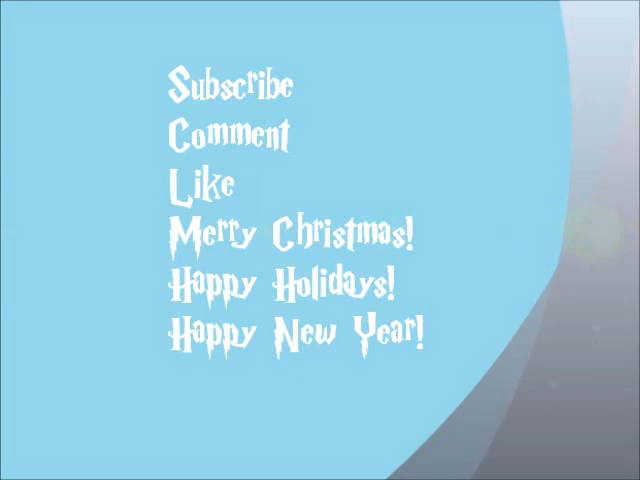 Subscribe
Comment
Like
Merry Christmas!
Happy Holidays!
Happy New Year!